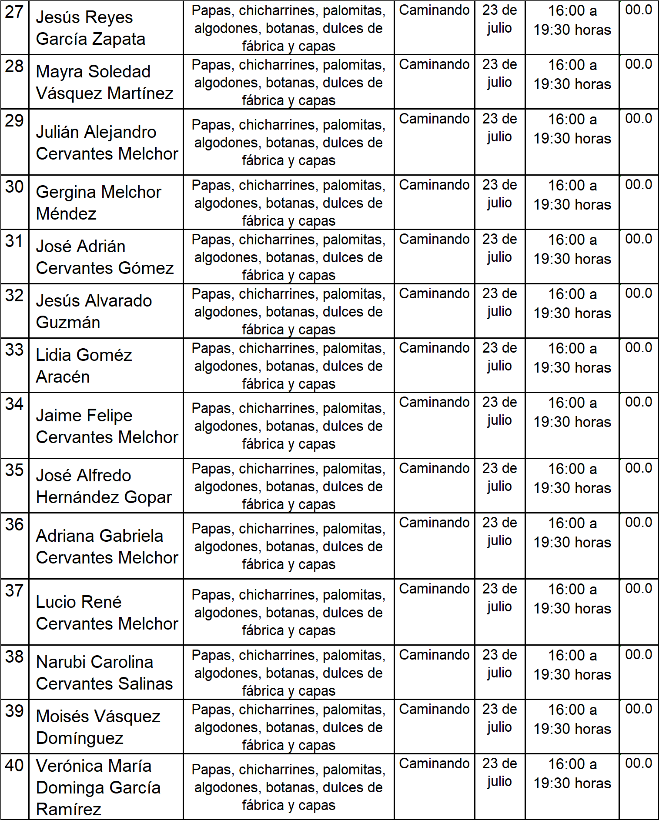 27 Jesús Reyes García Zapata Papas, chicharrines, palomitas, algodones, botanas, dulces de fábrica y capas Caminando 23 de julio 16:00 a 19:30 horas 00.0
28 Mayra Soledad Vásquez Martínez Papas, chicharrines, palomitas, algodones, botanas, dulces de fábrica y capas Caminando 23 de julio 16:00 a 19:30 horas 00.0
29 Julián Alejandro Cervantes Melchor Papas, chicharrines, palomitas, algodones, botanas, dulces de fábrica y capas Caminando 23 de julio 16:00 a 19:30 horas 00.0
30 Gergina Melchor Méndez Papas, chicharrines, palomitas, algodones, botanas, dulces de fábrica y capas Caminando 23 de julio 16:00 a 19:30 horas 00.0
31 José Adrián Cervantes Gómez Papas, chicharrines, palomitas, algodones, botanas, dulces de fábrica y capas Caminando 23 de julio 16:00 a 19:30 horas 00.0
32 Jesús Alvarado Guzmán Papas, chicharrines, palomitas, algodones, botanas, dulces de fábrica y capas Caminando 23 de julio 16:00 a 19:30 horas 00.0
33 Lidia Goméz Aracén Papas, chicharrines, palomitas, algodones, botanas, dulces de fábrica y capas Caminando 23 de julio 16:00 a 19:30 horas 00.0
34 Jaime Felipe Cervantes Melchor Papas, chicharrines, palomitas, algodones, botanas, dulces de fábrica y capas Caminando 23 de julio 16:00 a 19:30 horas 00.0
35 José Alfredo Hernández Gopar Papas, chicharrines, palomitas, algodones, botanas, dulces de fábrica y capas Caminando 23 de julio 16:00 a 19:30 horas 00.0
36 Adriana Gabriela Cervantes Melchor Papas, chicharrines, palomitas, algodones, botanas, dulces de fábrica y capas Caminando 23 de julio 16:00 a 19:30 horas 00.0
37 Lucio René Cervantes Melchor Papas, chicharrines, palomitas, algodones, botanas, dulces de fábrica y capas Caminando 23 de julio 16:00 a 19:30 horas 00.0
38 Narubi Carolina Cervantes Salinas Papas, chicharrines, palomitas, algodones, botanas, dulces de fábrica y capas Caminando 23 de julio 16:00 a 19:30 horas 00.0
39 Moisés Vásquez Domínguez Papas, chicharrines, palomitas, algodones, botanas, dulces de fábrica y capas Caminando 23 de julio 16:00 a 19:30 horas 00.0
40 Verónica María Dominga García Ramírez Papas, chicharrines, palomitas, algodones, botanas, dulces de fábrica y capas Caminando 23 de julio 16:00 a 19:30 horas 00.0